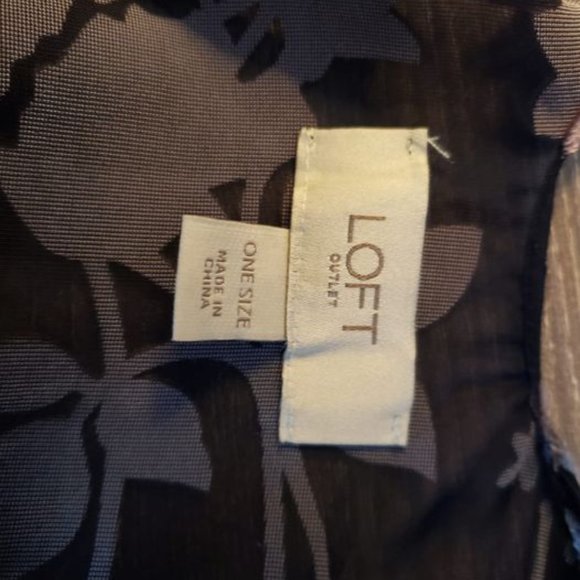 LOFT
OUTLET
ONE SIZE
MADE IN
CHINA